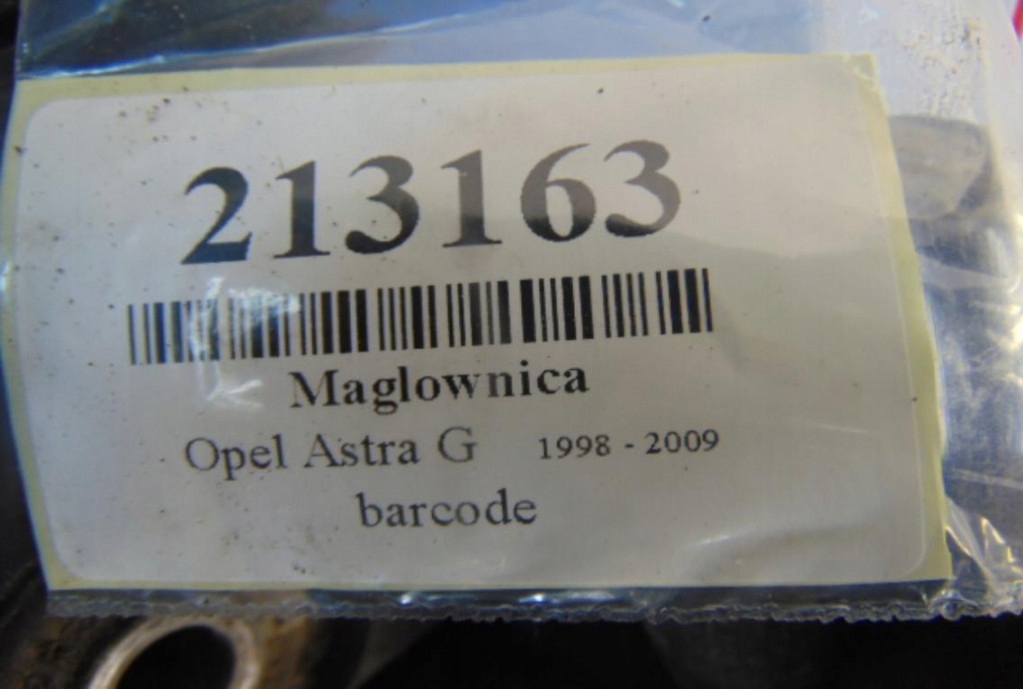 213163
Maglownica
Opel Astra G 1998 - 2009
barcode